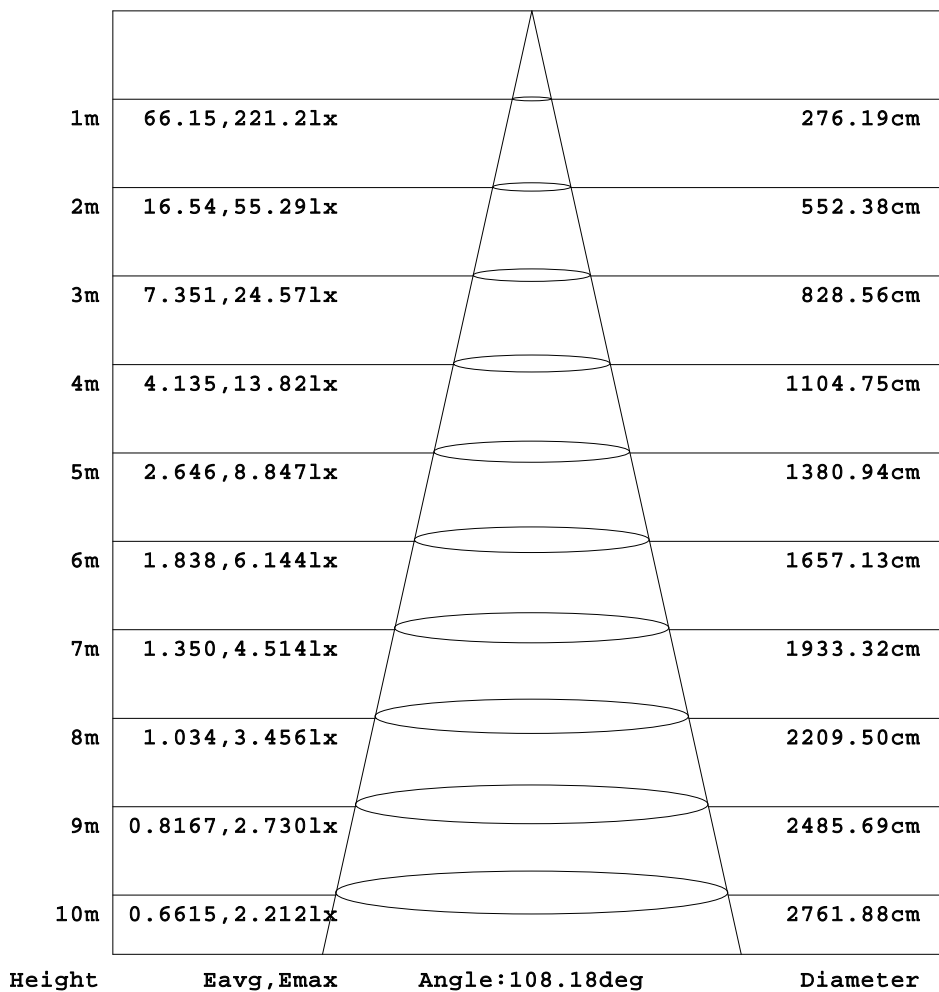 1m 66.15,221.2lx 276.19cm
2m 16.54,55.29lx 552.38cm
3m 7.351,24.57lx 828.56cm
4m 4.135,13.82lx 1104.75cm
5m 2.646,8.847lx 1380.94cm
6m 1.838,6.144lx 1657.13cm
7m 1.350,4.514lx 1933.32cm
8m 1.034,3.456lx 2209.50cm
9m 0.8167,2.730lx 2485.69cm
10m 0.6615,2.212lx 2761.88cm
Height Eavg,Emax Angle:108.18deg Diameter